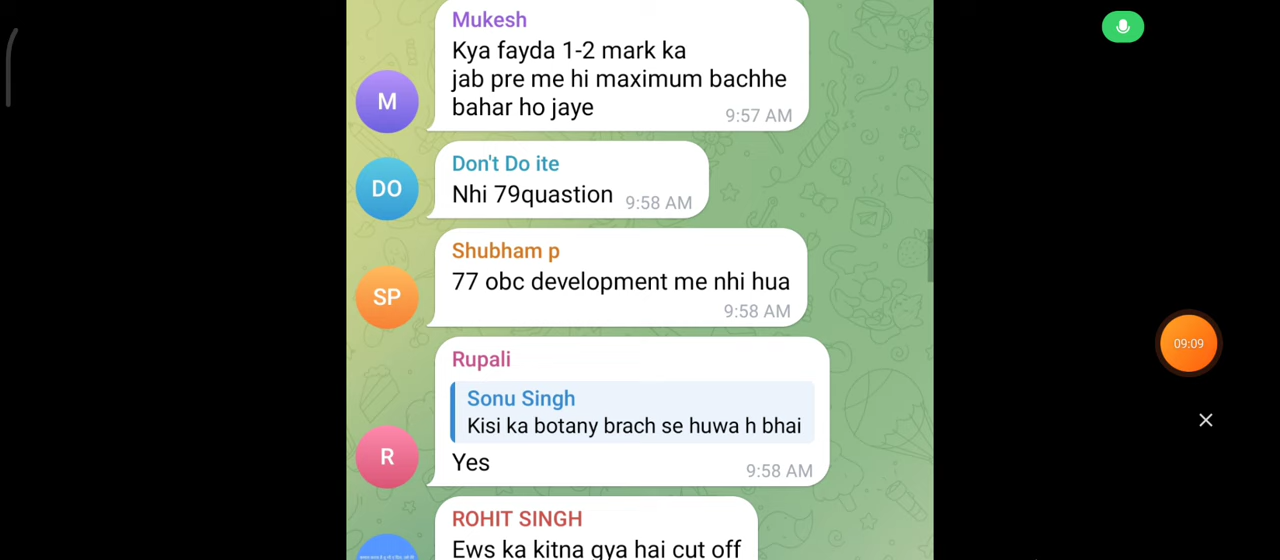 Mukesh
Kya fayda 1-2 mark ka
jab pre me hi maximum bachhe
bahar ho jaye
9:57 AM
M
Don't Do ite
Nhi 79quastion
9:58 AM
DO
Shubham p
77 obc development me nhi hua
9:58 AM
SP
Rupali
Sonu Singh
Kisi ka botany brach se huwa h bhai
Yes
9:58 AM
R
ROHIT SINGH
Ews ka kitna gya hai cut off
09:09